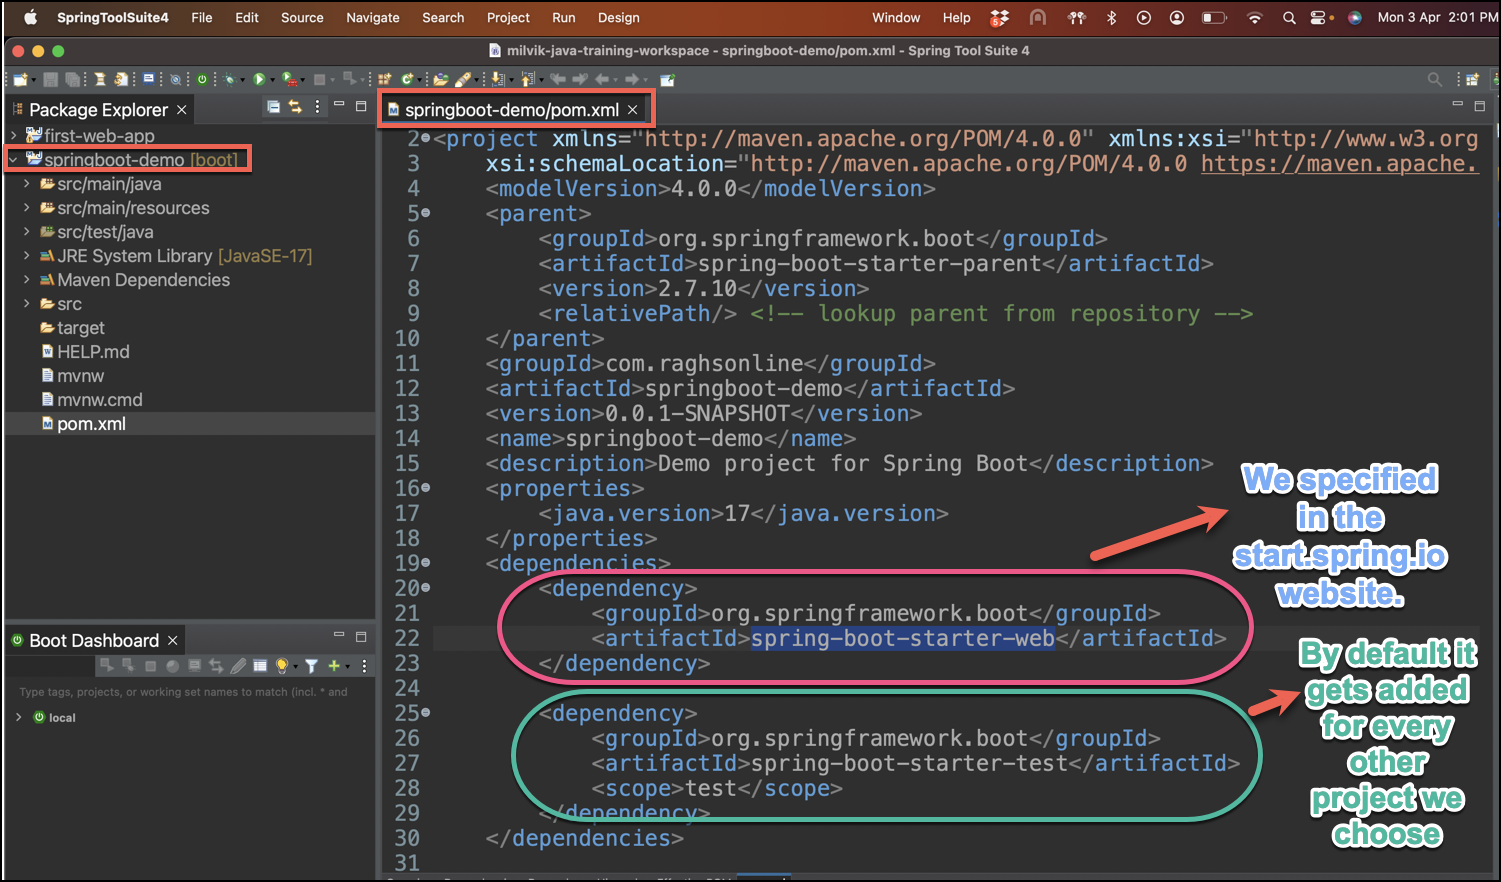 SpringToolSuite4 File Edit Source Navigate Search Project Run Design Window Help 5 Mon 3 Apr 2:01 PM
milvik-java-training-workspace - springboot-demo/pom.xml - Spring Tool Suite 4
Package Explorer
first-web-app
springboot-demo [boot]
src/main/java
src/main/resources
src/test/java
JRE System Library [JavaSE-17]
Maven Dependencies
src
target
HELP.md
mvnw
mvnw.cmd
pom.xml
Boot Dashboard
Type tags, projects, or working set names to match (incl. * and
local
springboot-demo/pom.xml
2 <project xmlns="http://maven.apache.org/POM/4.0.0" xmlns:xsi="http://www.w3.org
3 xsi:schemaLocation="http://maven.apache.org/POM/4.0.0 https://maven.apache.
4 <modelVersion>4.0.0</modelVersion>
5 <parent>
6 <groupId>org.springframework.boot</groupId>
7 <artifactId>spring-boot-starter-parent</artifactId>
8 <version>2.7.10</version>
9 <relativePath/> <!-- lookup parent from repository -->
10 </parent>
11 <groupId>com.raghsonline</groupId>
12 <artifactId>springboot-demo</artifactId>
13 <version>0.0.1-SNAPSHOT</version>
14 <name>springboot-demo</name>
15 <description>Demo project for Spring Boot</description>
16 <properties>
17 <java.version>17</java.version>
18 </properties>
19 <dependencies>
20 <dependency>
21 <groupId>org.springframework.boot</groupId>
22 <artifactId>spring-boot-starter-web</artifactId>
23 </dependency>
24
25 <dependency>
26 <groupId>org.springframework.boot</groupId>
27 <artifactId>spring-boot-starter-test</artifactId>
28 <scope>test</scope>
29 </dependency>
30 </dependencies>
31
We specified
in the
start.spring.io
website.
By default it
gets added
for every
other
project we
choose